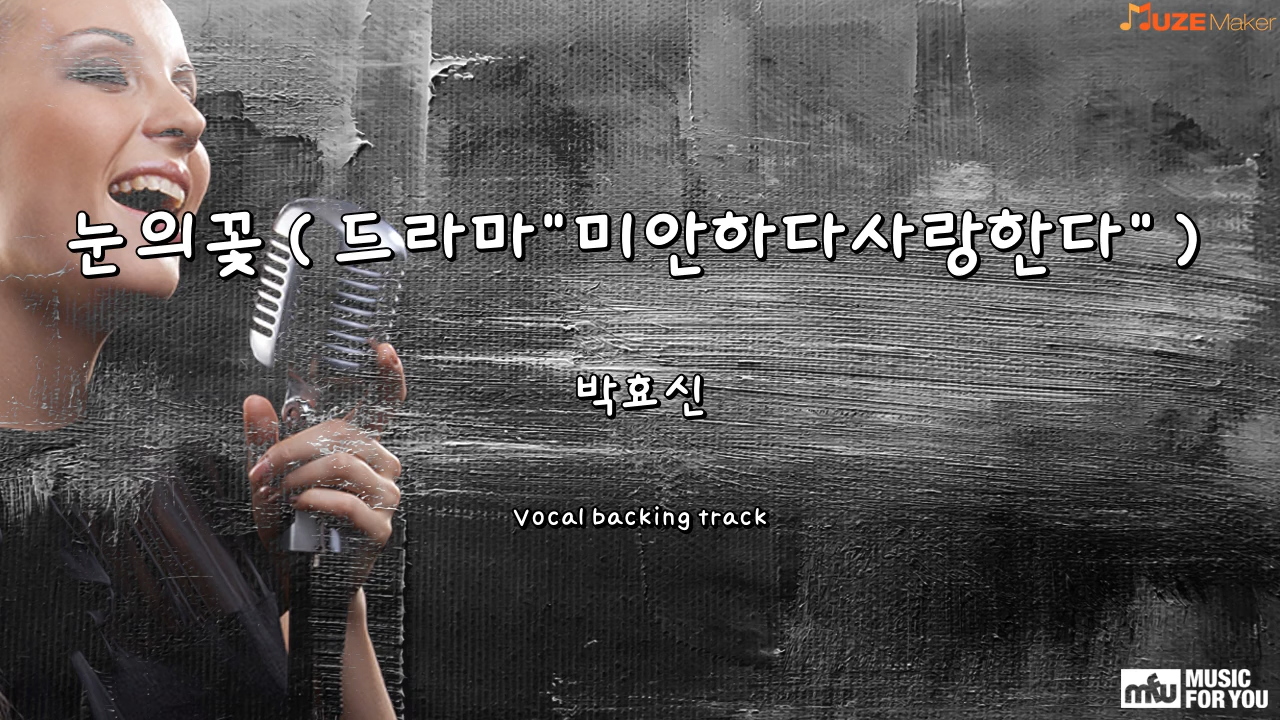 MUZE Maker
눈의꽃 ( 드라마"미안하다사랑한다" )
박효신
Vocal backing track
mfu MUSIC
FOR YOU